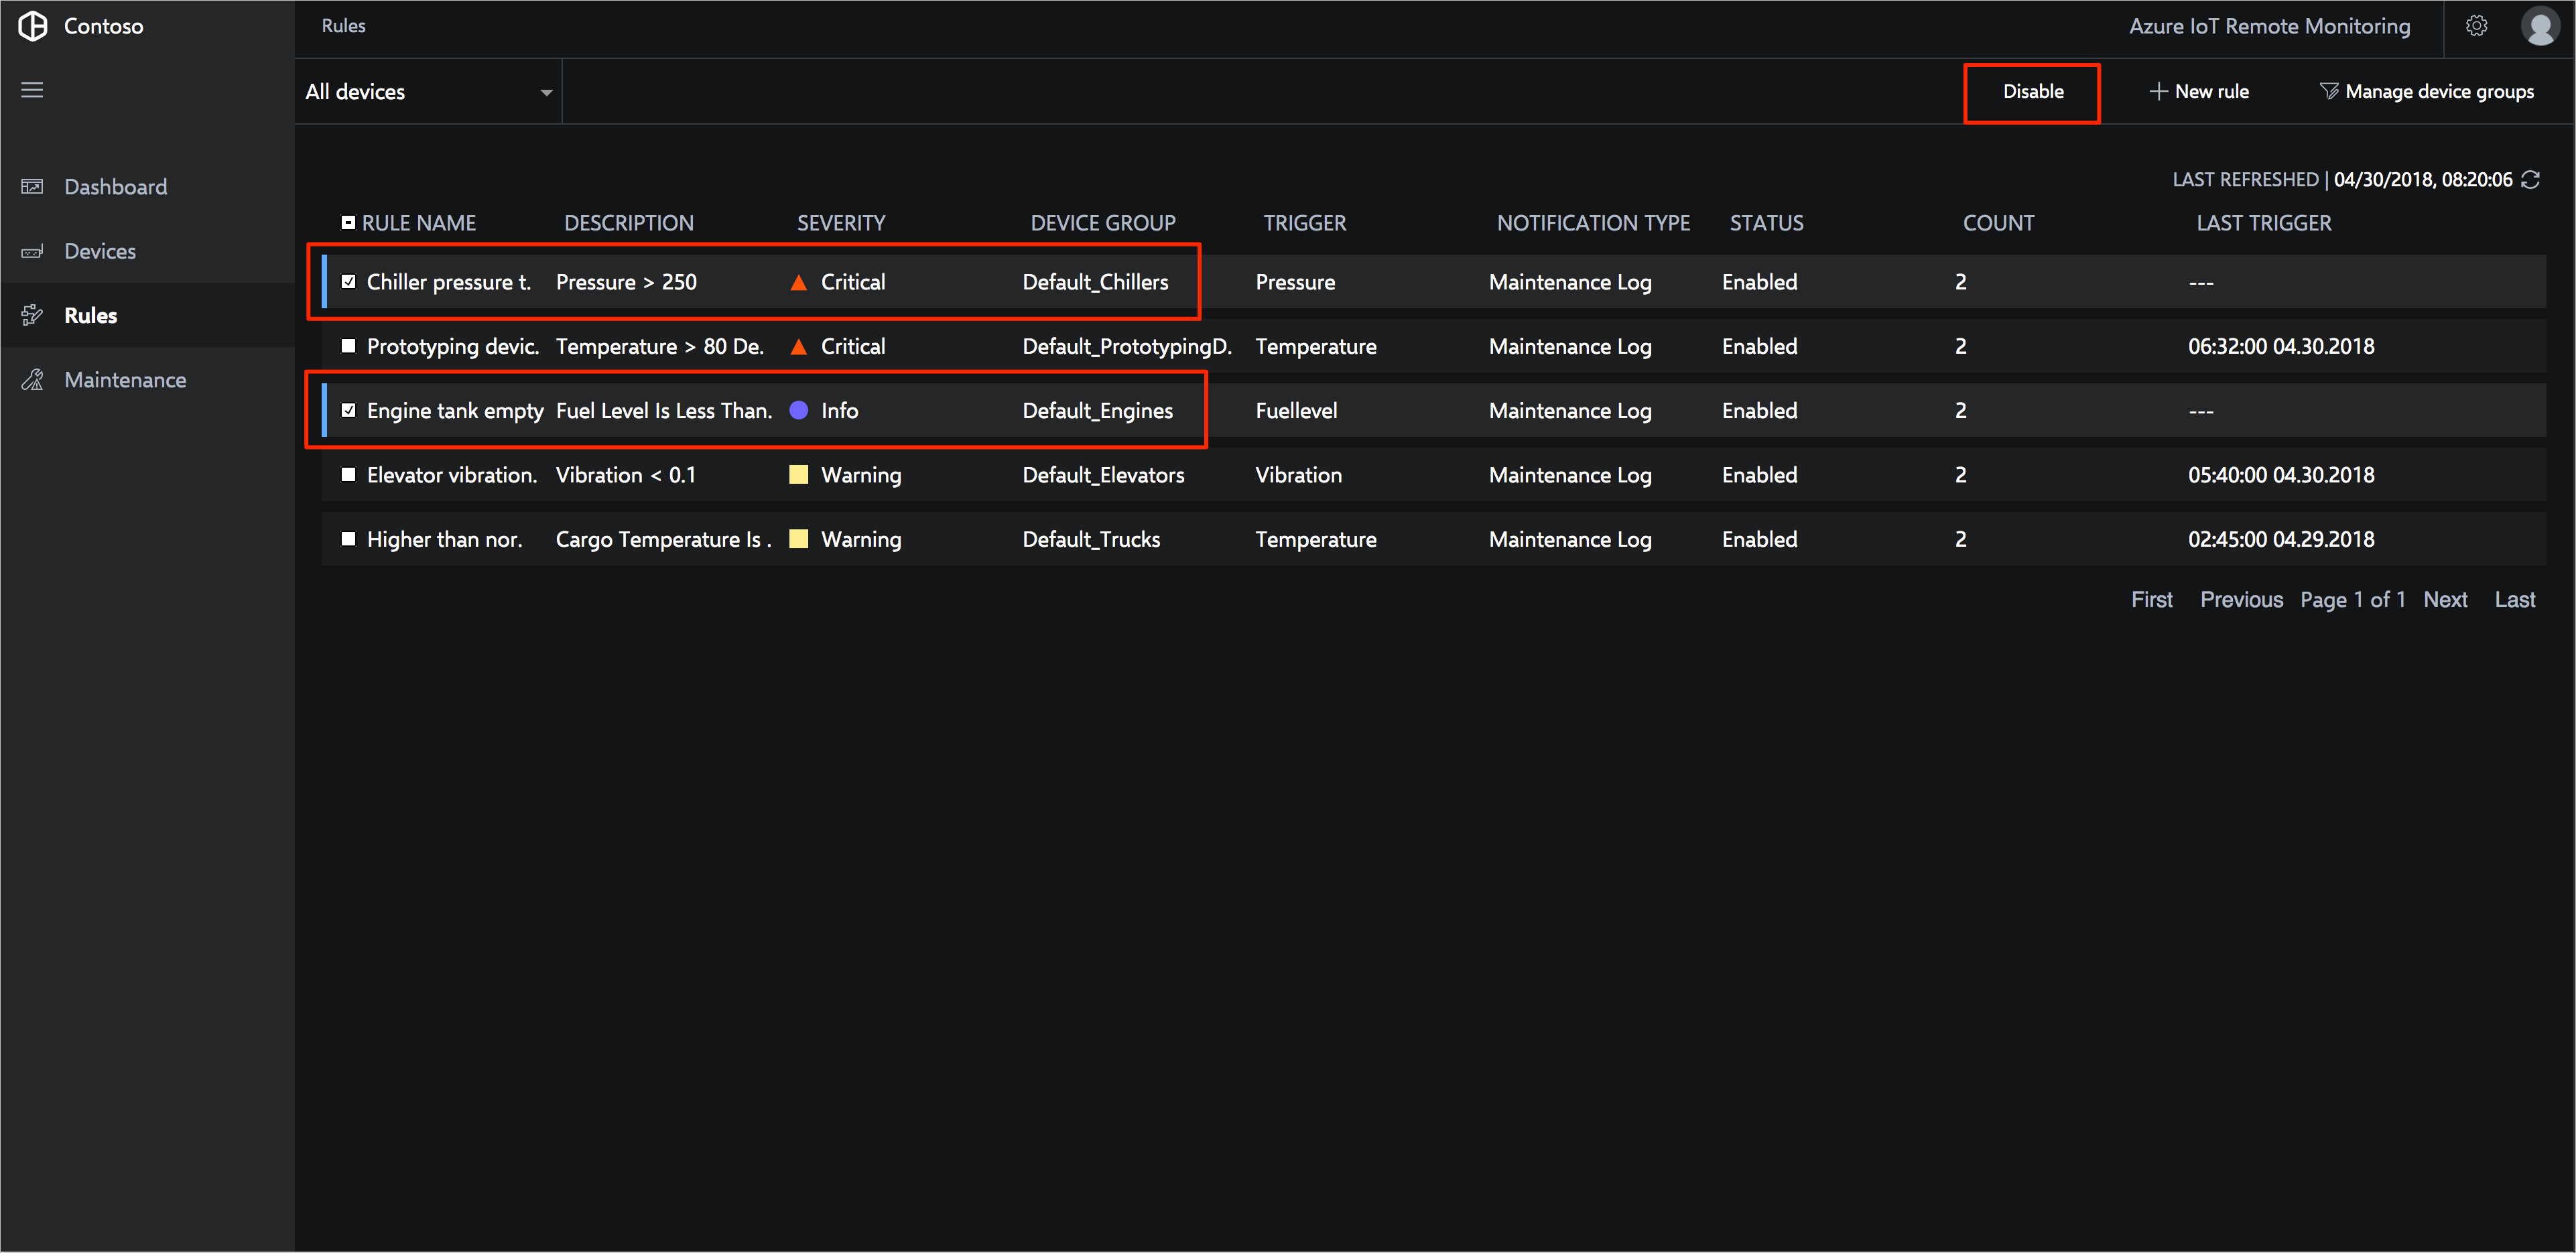 Contoso
Rules
Azure IoT Remote Monitoring
All devices
Disable
New rule
Manage device groups
Dashboard
Devices
Rules
Maintenance
LAST REFRESHED | 04/30/2018, 08:20:06
RULE NAME DESCRIPTION SEVERITY DEVICE GROUP TRIGGER NOTIFICATION TYPE STATUS COUNT LAST TRIGGER
Chiller pressure t. Pressure > 250 Critical Default_Chillers Pressure Maintenance Log Enabled 2 ---
Prototyping devic. Temperature > 80 De. Critical Default_PrototypingD. Temperature Maintenance Log Enabled 2 06:32:00 04.30.2018
Engine tank empty Fuel Level Is Less Than. Info Default_Engines Fuellevel Maintenance Log Enabled 2 ---
Elevator vibration. Vibration < 0.1 Warning Default_Elevators Vibration Maintenance Log Enabled 2 05:40:00 04.30.2018
Higher than nor. Cargo Temperature Is . Warning Default_Trucks Temperature Maintenance Log Enabled 2 02:45:00 04.29.2018
First Previous Page 1 of 1 Next Last